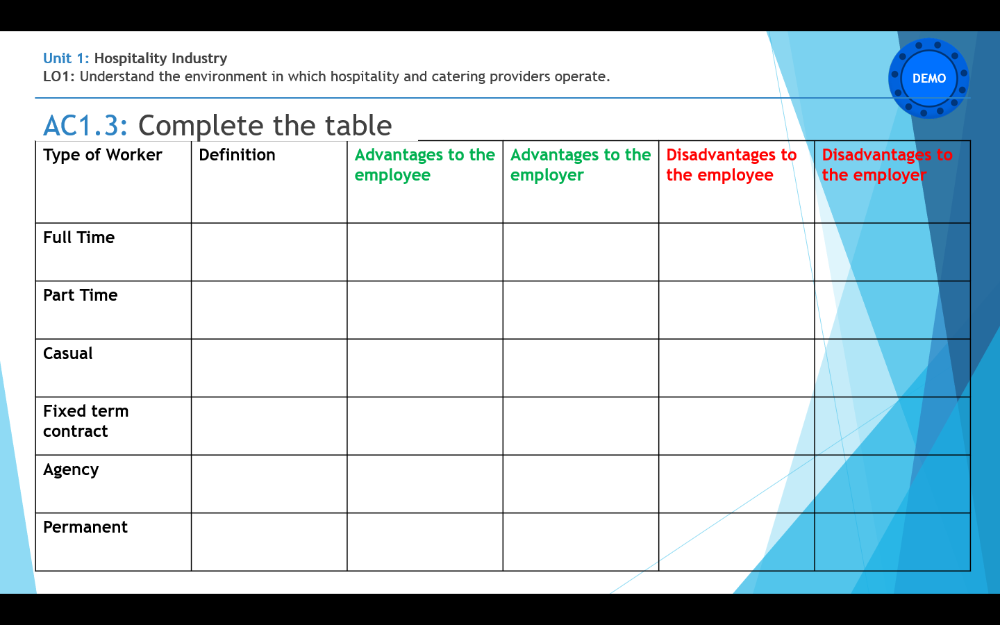 Unit 1: Hospitality Industry
LO1: Understand the environment in which hospitality and catering providers operate.
DEMO
AC1.3: Complete the table
Type of Worker
Definition
Advantages to the
employee
Advantages to the
employer
Disadvantages to
the employee
Disadvantages to
the employer
Full Time
Part Time
Casual
Fixed term
contract
Agency
Permanent